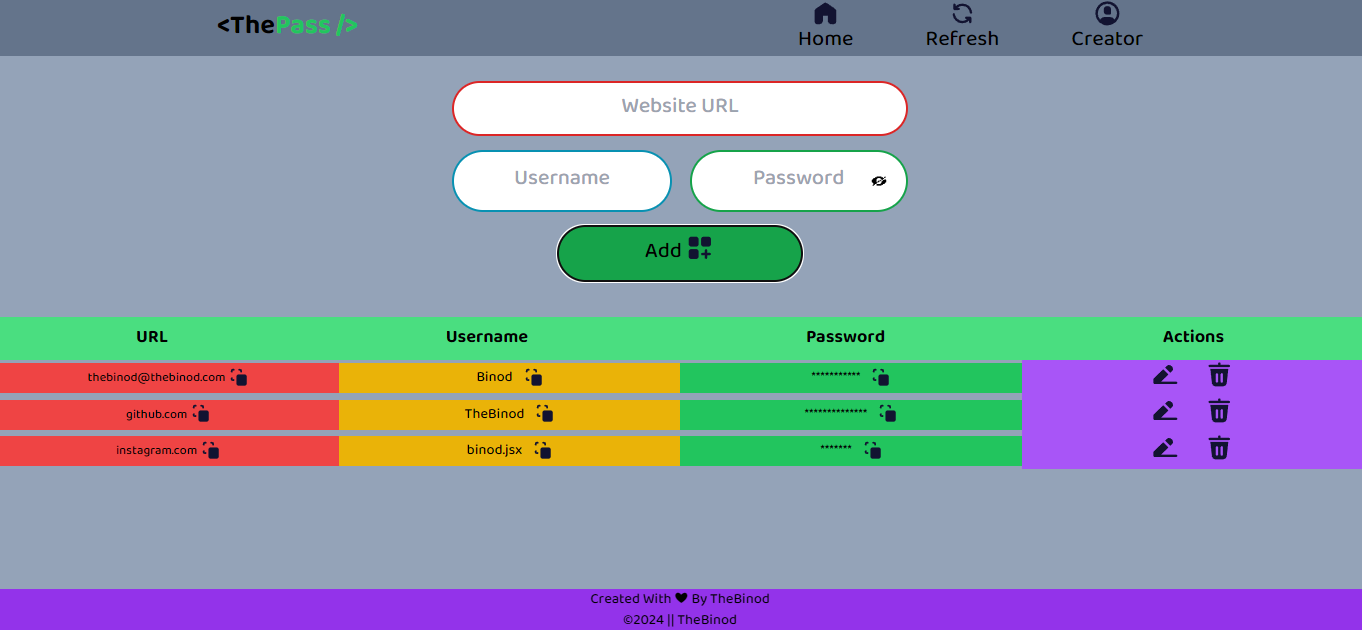 <ThePass />
Home Refresh Creator
Website URL
Username Password
Add
URL Username Password Actions
thebinod@thebinod.com Binod ***********
github.com TheBinod **************
instagram.com binod.jsx *******
Created With By TheBinod
©2024 || TheBinod